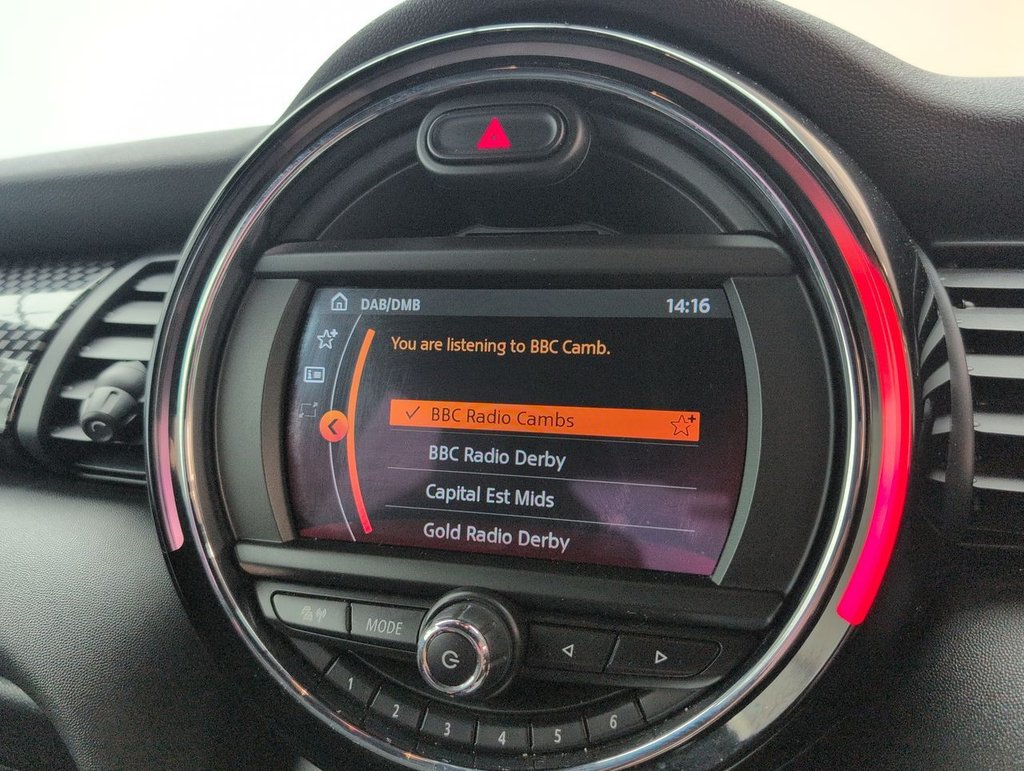 DAB/DMB 14:16
You are listening to BBC Camb.
BBC Radio Cambs
BBC Radio Derby
Capital Est Mids
Gold Radio Derby
MODE
1 2 3 4 5 6